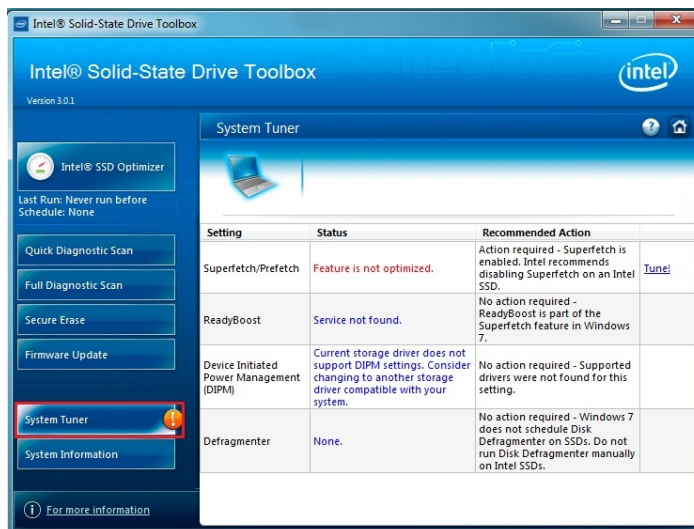 Intel® Solid-State Drive Toolbox
Intel® Solid-State Drive Toolbox
Version 3.0.1
intel
System Tuner
Intel® SSD Optimizer
Last Run: Never run before
Schedule: None
Quick Diagnostic Scan
Full Diagnostic Scan
Secure Erase
Firmware Update
System Tuner
System Information
For more information
Setting Status Recommended Action
Superfetch/Prefetch
Feature is not optimized.
Action required - Superfetch is
enabled. Intel recommends
disabling Superfetch on an Intel
SSD.
Tune!
ReadyBoost
Service not found.
No action required -
ReadyBoost is part of the
Superfetch feature in Windows
7.
Device Initiated
Power Management
(DIPM)
Current storage driver does not
support DIPM settings. Consider
changing to another storage
driver compatible with your
system.
No action required - Supported
drivers were not found for this
setting.
Defragmenter
None.
No action required - Windows 7
does not schedule Disk
Defragmenter on SSDs. Do not
run Disk Defragmenter manually
on Intel SSDs.